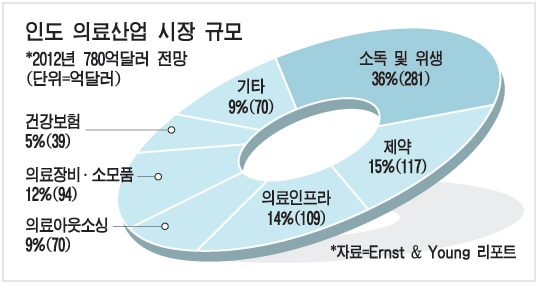 인도 의료산업 시장 규모
*2012년 780억달러 전망
(단위=억달러)
소독 및 위생
36%(281)
제약
15%(117)
의료인프라
14%(109)
의료아웃소싱
9%(70)
의료장비·소모품
12%(94)
건강보험
5%(39)
기타
9%(70)
*자료=Ernst & Young 리포트